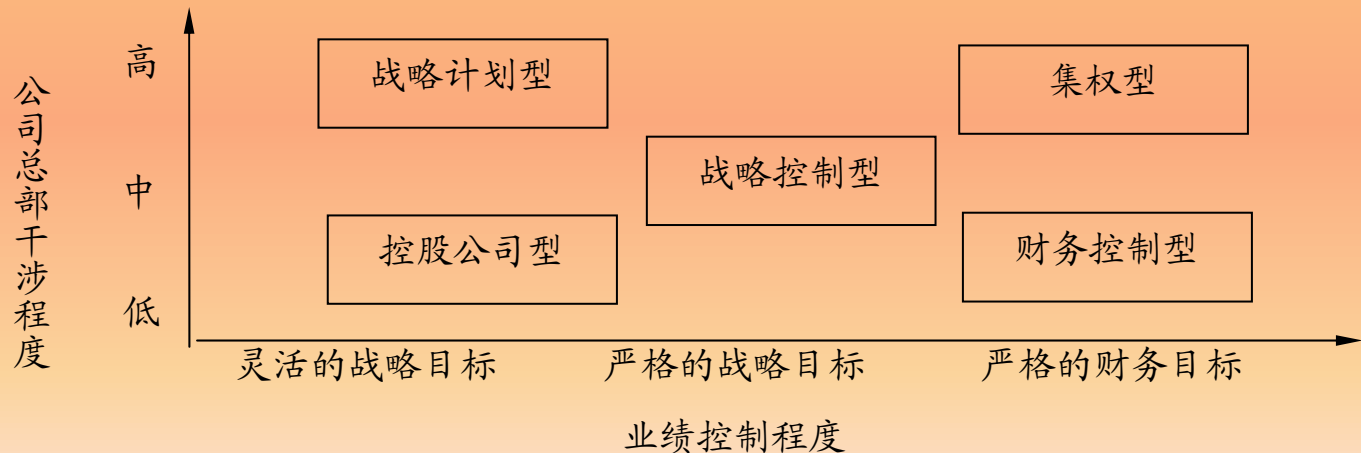 公司总部干涉程度
高
中
低
战略计划型
集权型
战略控制型
控股公司型
财务控制型
灵活的战略目标
严格的战略目标
严格的财务目标
业绩控制程度